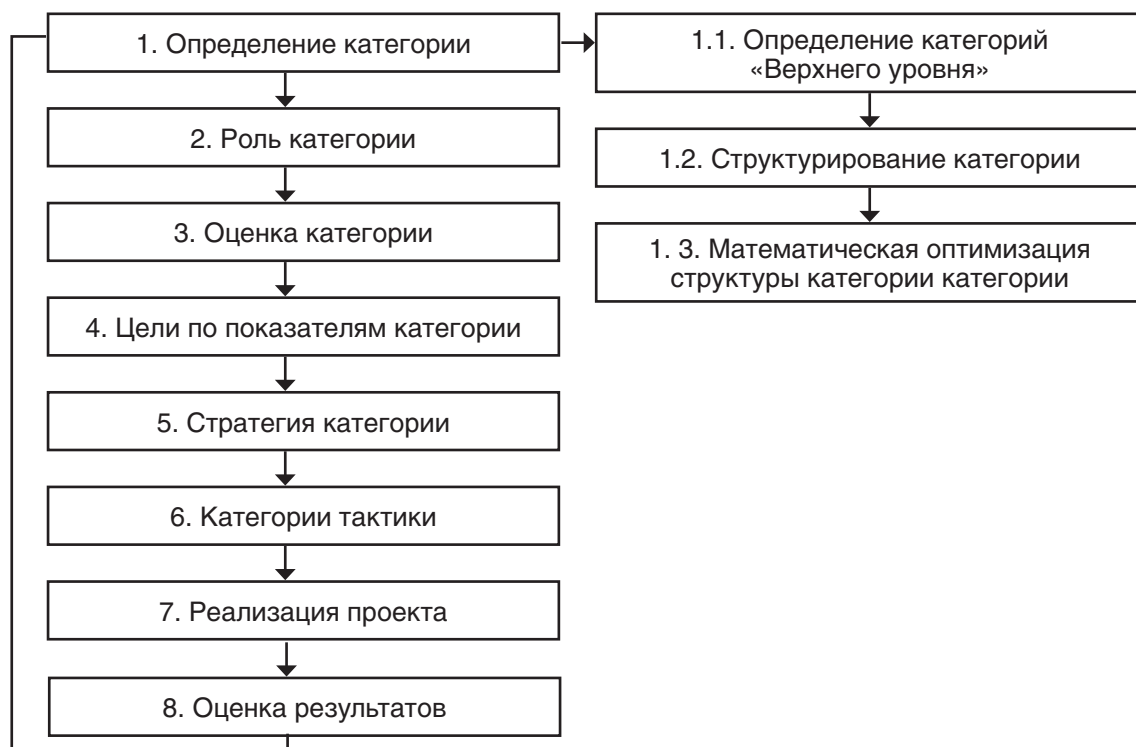 1. Определение категории
2. Роль категории
3. Оценка категории
4. Цели по показателям категории
5. Стратегия категории
6. Категории тактики
7. Реализация проекта
8. Оценка результатов
1.1. Определение категорий
«Верхнего уровня»
1.2. Структурирование категории
1. 3. Математическая оптимизация
структуры категории категории